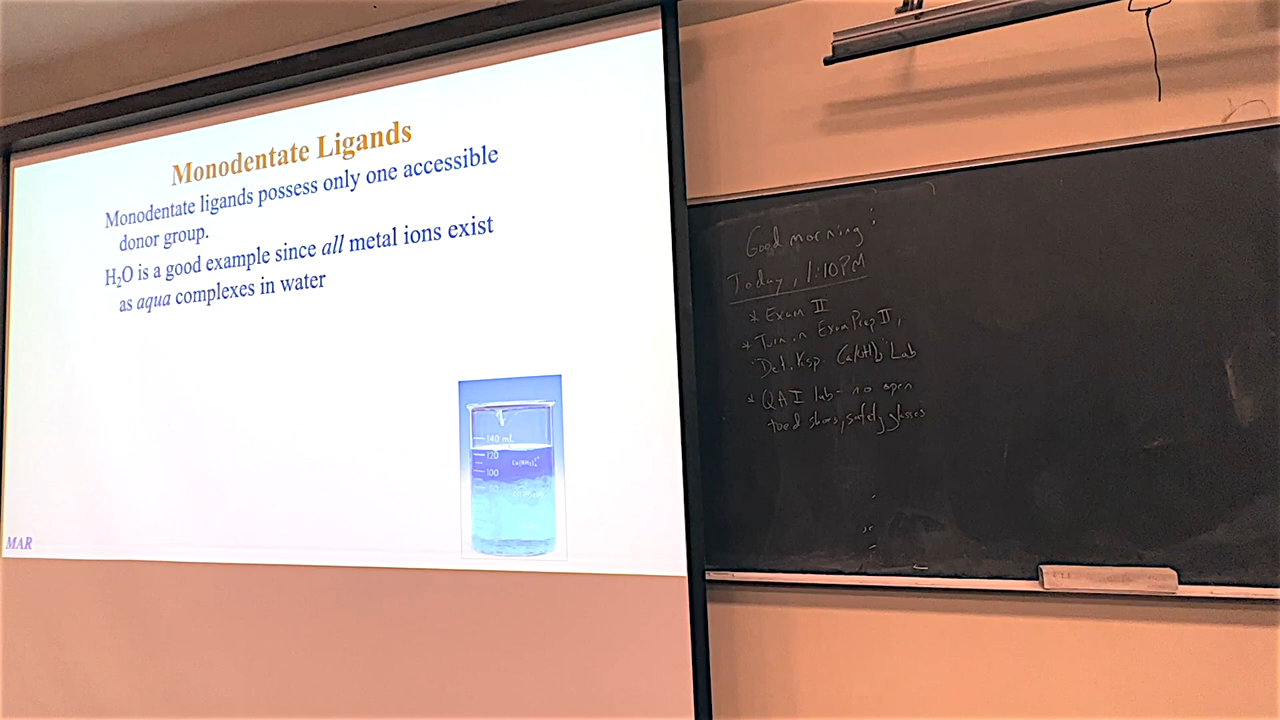 Monodentate Ligands
Monodentate ligands possess only one accessible
donor group.
H₂O is a good example since all metal ions exist
as aqua complexes in water
140 mL
120
100
MAR
Good morning!
Today, 1:10PM
* Exam II
* Turn in Exam Prep II,
"Det. Ksp. Ca(OH)₂" Lab
* QA I lab - no open
toed shoes, safety glasses